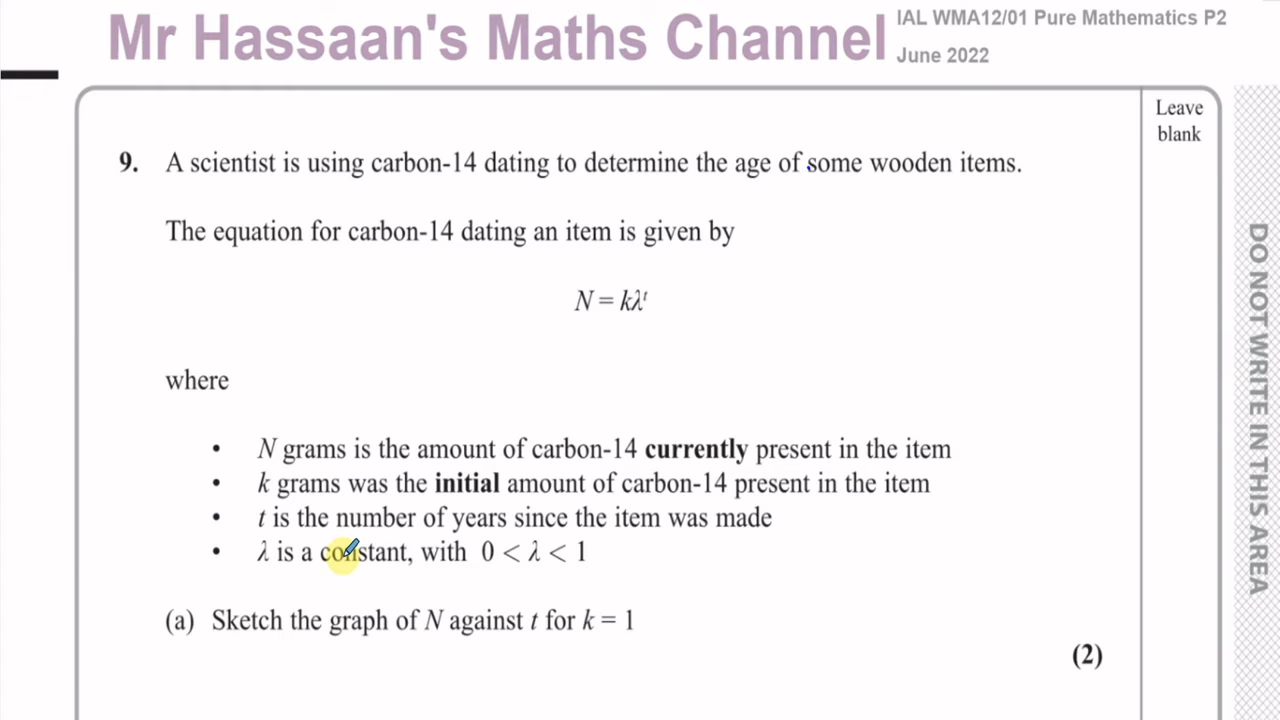 Mr Hassaan's Maths Channel
IAL WMA12/01 Pure Mathematics P2
June 2022
Leave
blank
9. A scientist is using carbon-14 dating to determine the age of some wooden items.
The equation for carbon-14 dating an item is given by
N = kλᵗ
where
• N grams is the amount of carbon-14 currently present in the item
• k grams was the initial amount of carbon-14 present in the item
• t is the number of years since the item was made
• λ is a constant, with 0 < λ < 1
(a) Sketch the graph of N against t for k = 1
(2)
DO NOT WRITE IN THIS AREA